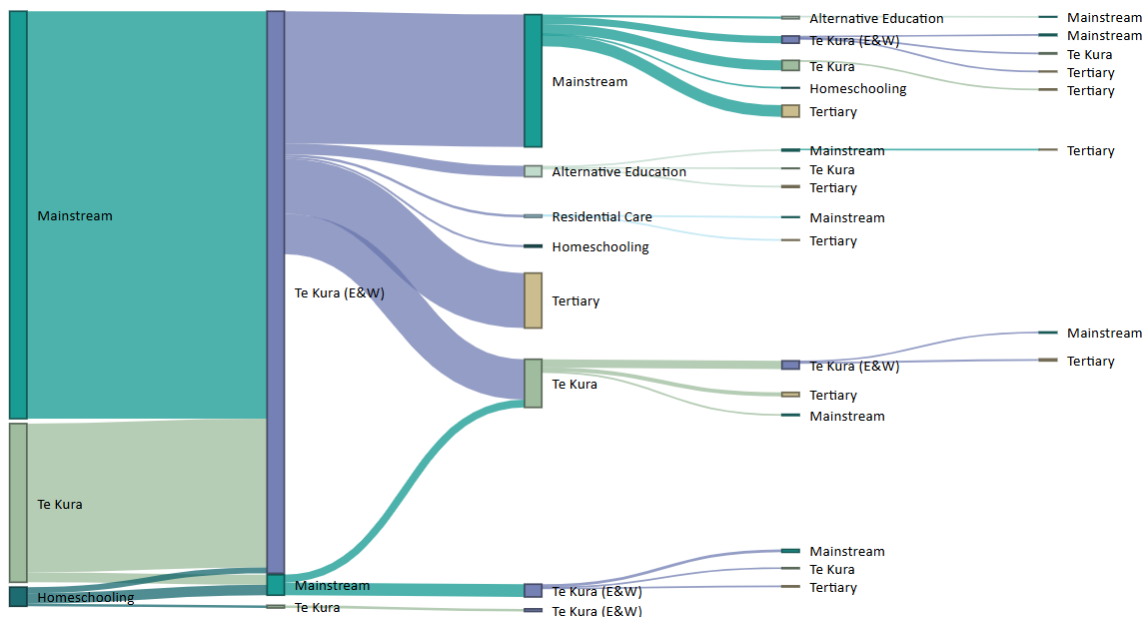 Mainstream
Te Kura
Homeschooling
Te Kura (E&W)
Mainstream
Te Kura
Mainstream
Alternative Education
Residential Care
Homeschooling
Tertiary
Te Kura
Te Kura (E&W)
Te Kura (E&W)
Alternative Education
Te Kura (E&W)
Te Kura
Homeschooling
Tertiary
Mainstream
Te Kura
Tertiary
Mainstream
Tertiary
Te Kura (E&W)
Tertiary
Mainstream
Mainstream
Te Kura
Tertiary
Mainstream
Mainstream
Te Kura
Tertiary
Tertiary
Tertiary
Mainstream
Tertiary